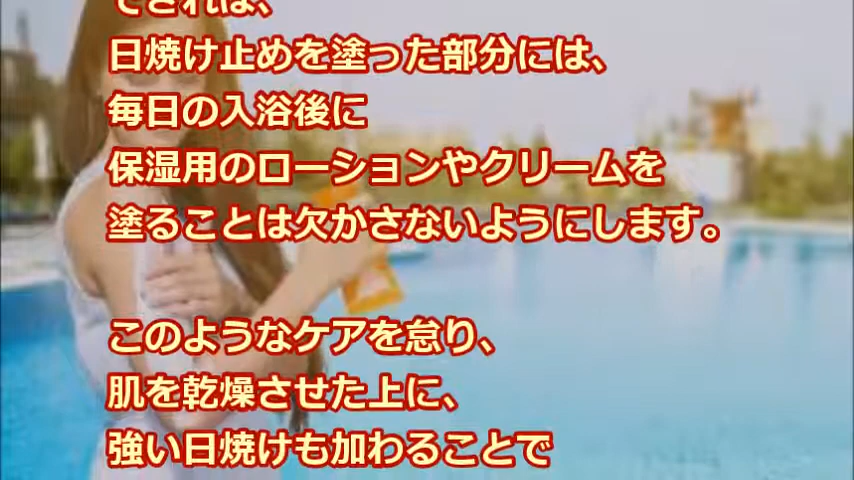 できれば、
日焼け止めを塗った部分には、
毎日の入浴後に
保湿用のローションやクリームを
塗ることは欠かさないようにします。
このようなケアを怠り、
肌を乾燥させた上に、
強い日焼けも加わることで